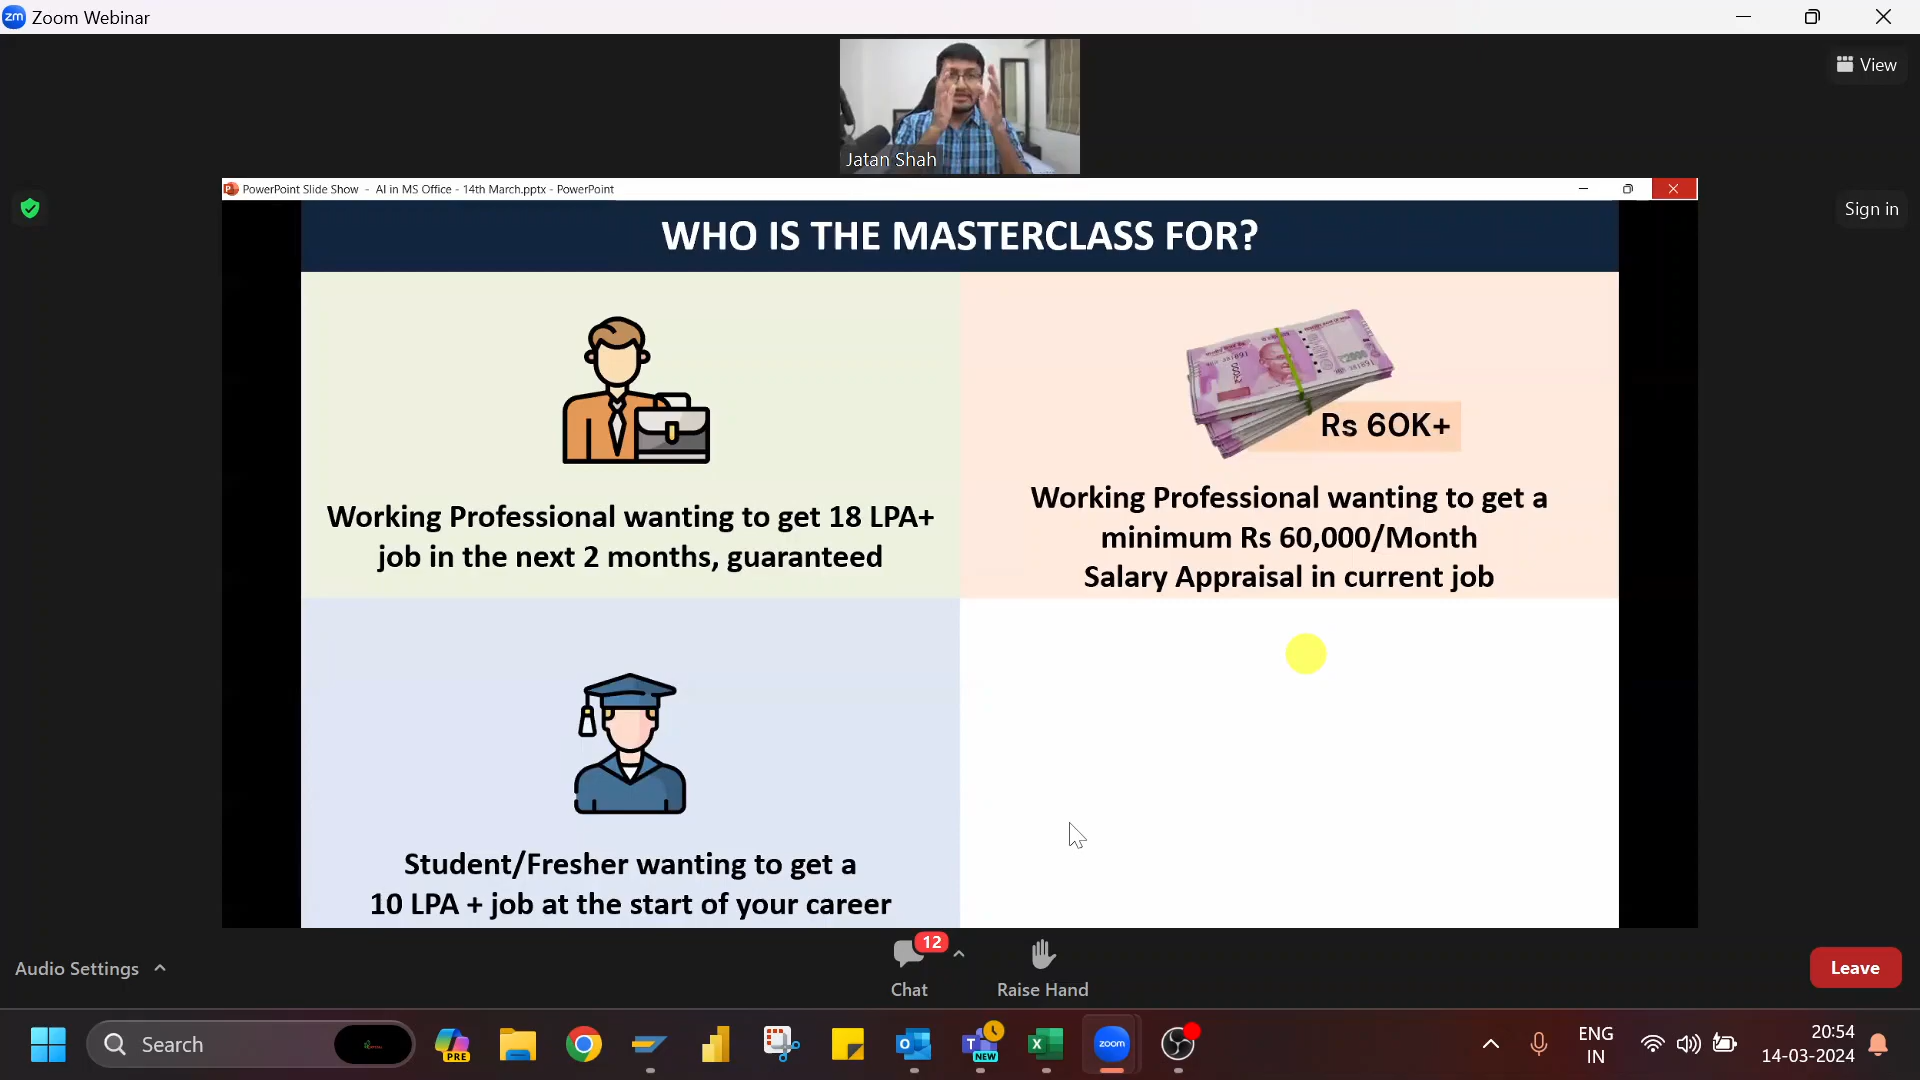 zm Zoom Webinar
View
Jatan Shah
PowerPoint Slide Show - AI in MS Office - 14th March.pptx - PowerPoint
Sign in
WHO IS THE MASTERCLASS FOR?
Rs 60K+
Working Professional wanting to get 18 LPA+
job in the next 2 months, guaranteed
Working Professional wanting to get a
minimum Rs 60,000/Month
Salary Appraisal in current job
Student/Fresher wanting to get a
10 LPA + job at the start of your career
Audio Settings
12
Chat
Raise Hand
Leave
Search
PRE
NEW
zoom
ENG
IN
20:54
14-03-2024